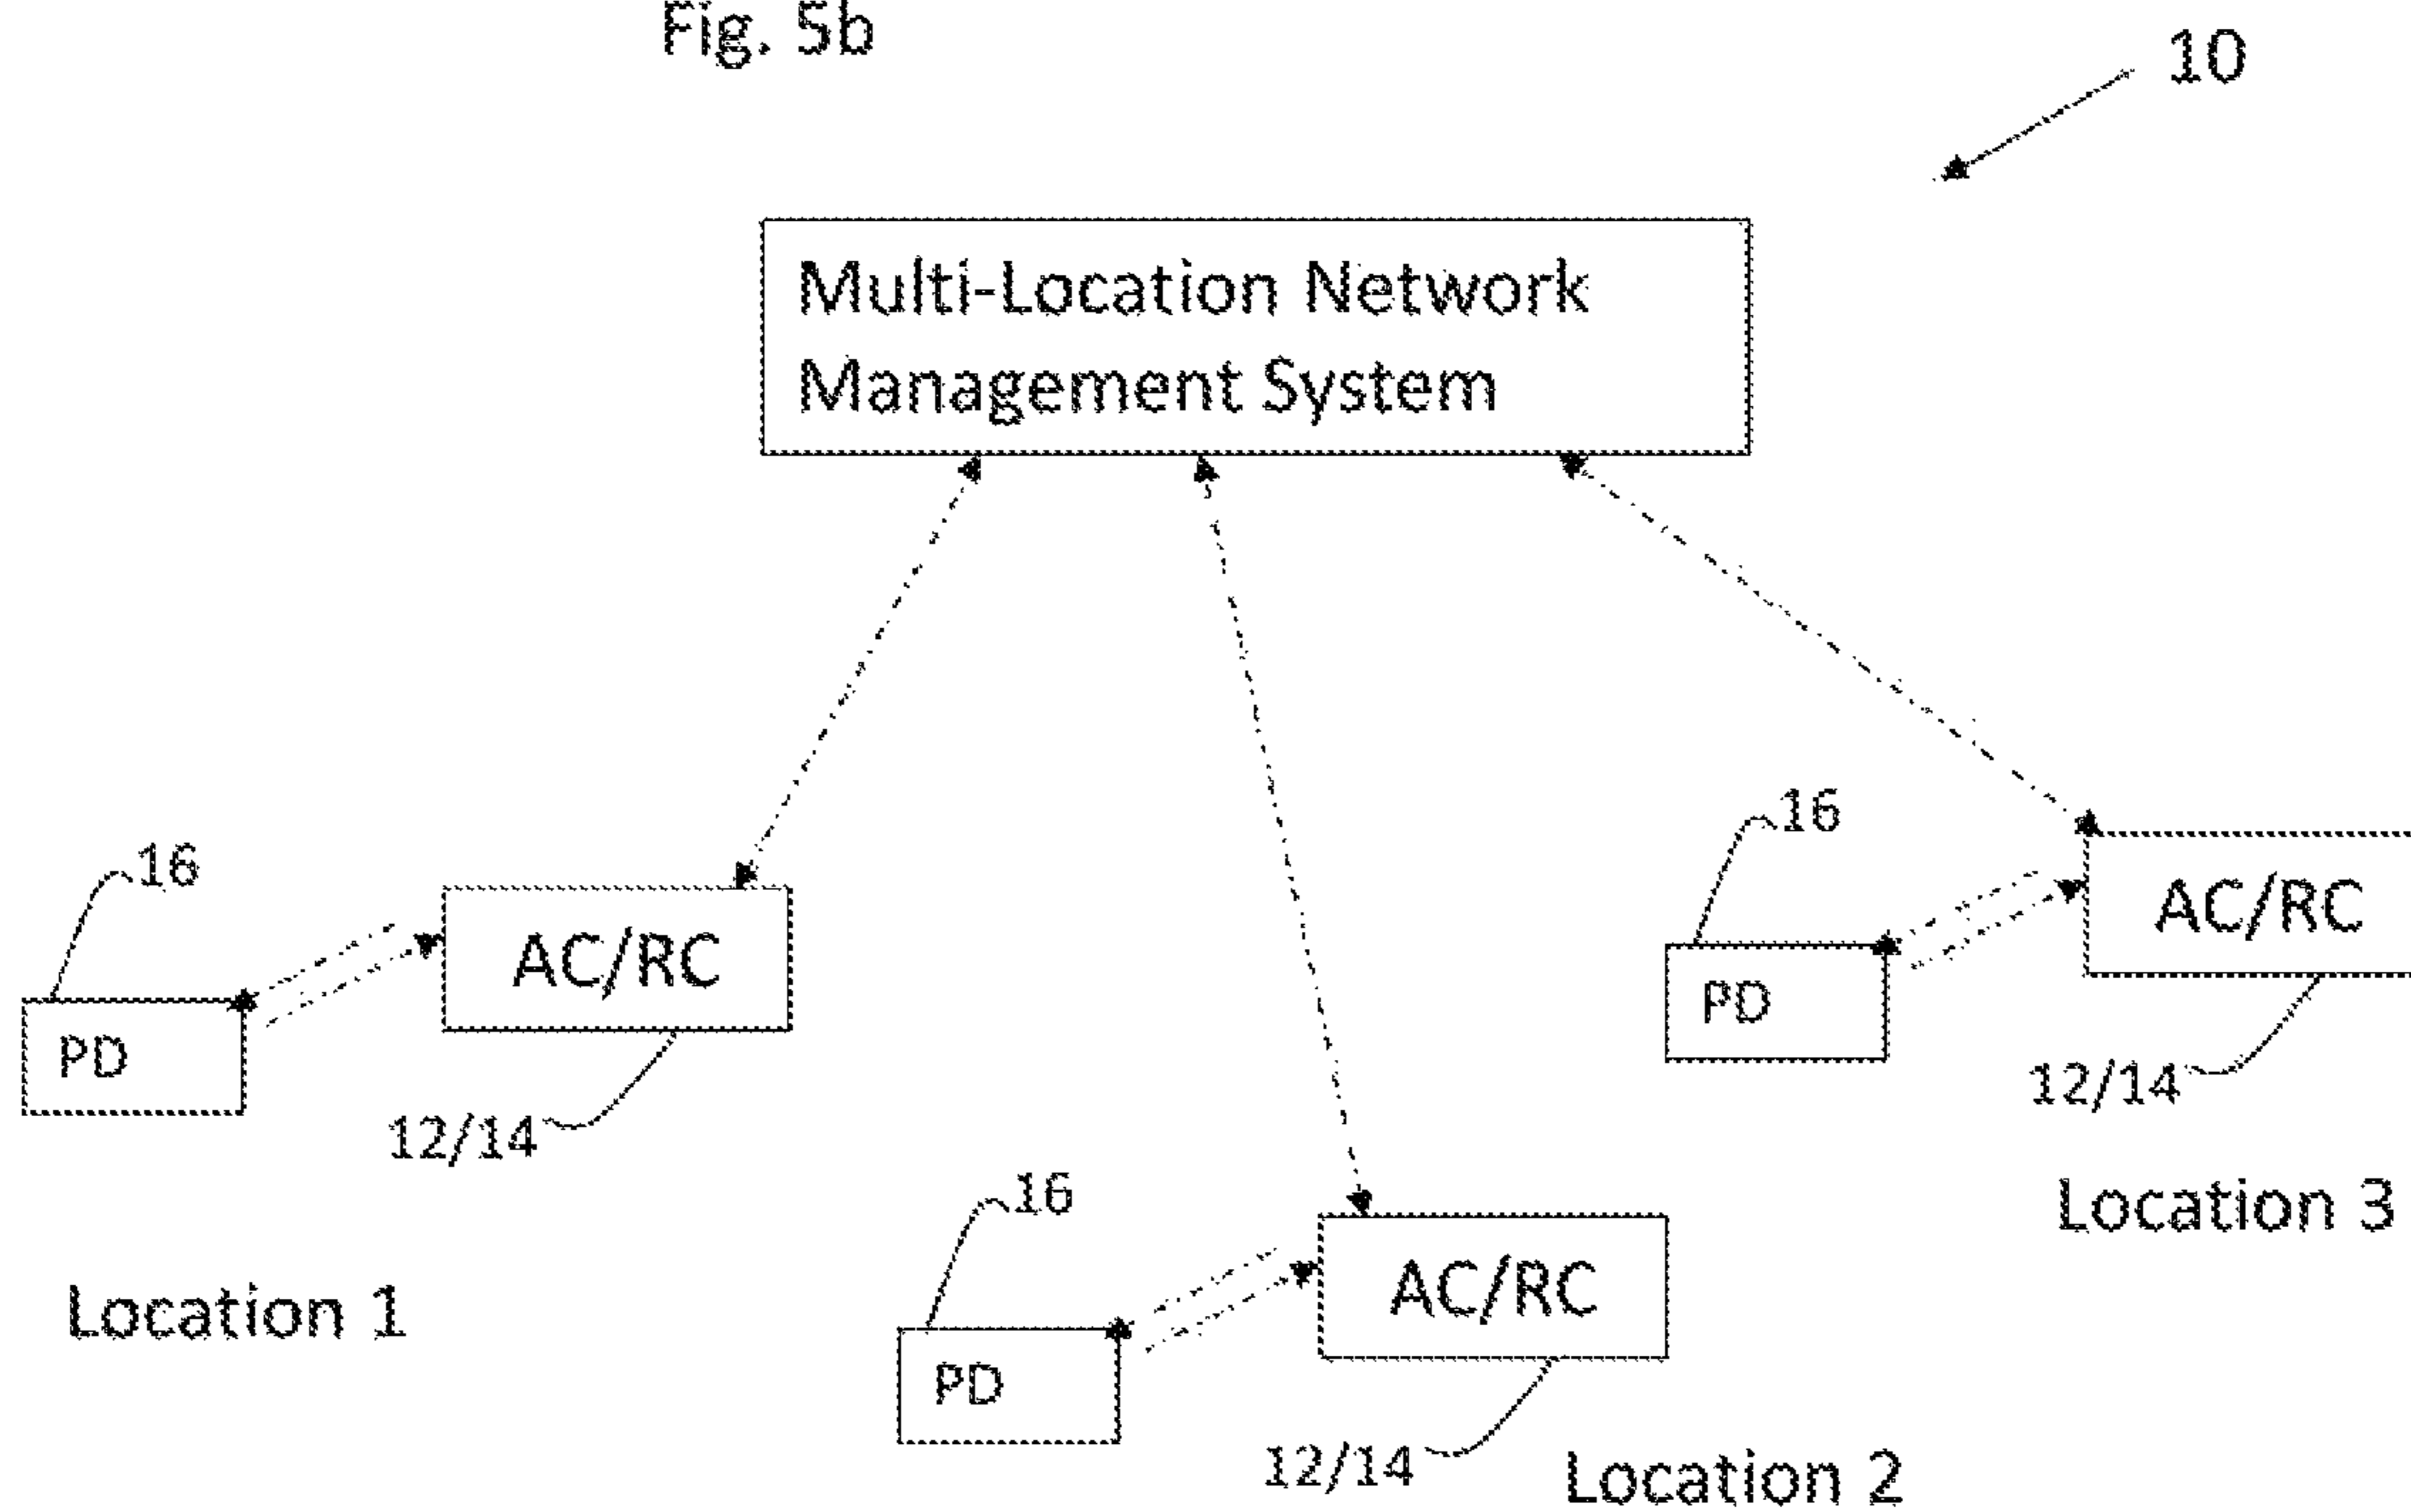 Fig. 5b
10
Multi-Location Network
Management System
16
AC/RC
PD
12/14
Location 1
16
AC/RC
PD
12/14
Location 2
16
AC/RC
PD
12/14
Location 3